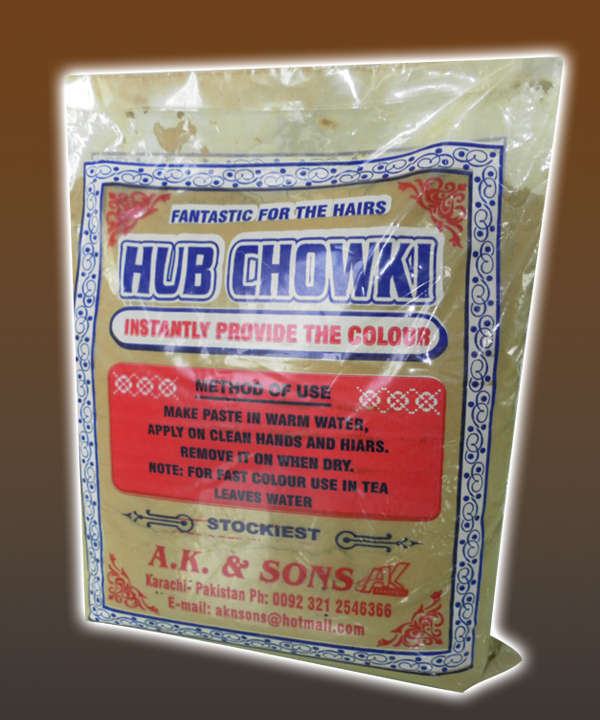 FANTASTIC FOR THE HAIRS
HUB CHOWKI
INSTANTLY PROVIDE THE COLOUR
METHOD OF USE
MAKE PASTE IN WARM WATER,
APPLY ON CLEAN HANDS AND HIARS.
REMOVE IT ON WHEN DRY.
NOTE: FOR FAST COLOUR USE IN TEA
LEAVES WATER
STOCKIEST
A.K. & SONS AK
Karachi- Pakistan Ph: 0092 321 2546366
E-mail: aknsons@hotmail.com